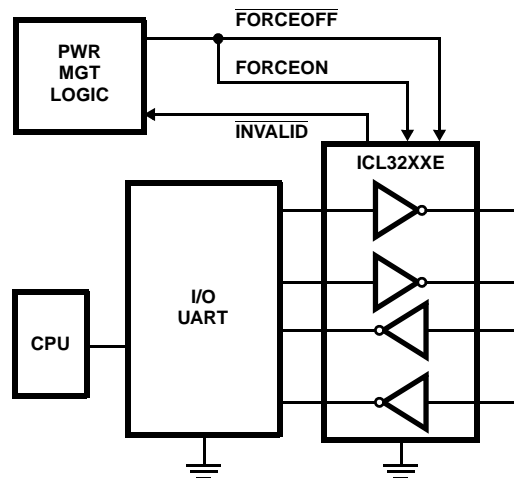 FORCEOFF
PWR
MGT
LOGIC
FORCEON
INVALID
ICL32XXE
I/O
UART
CPU